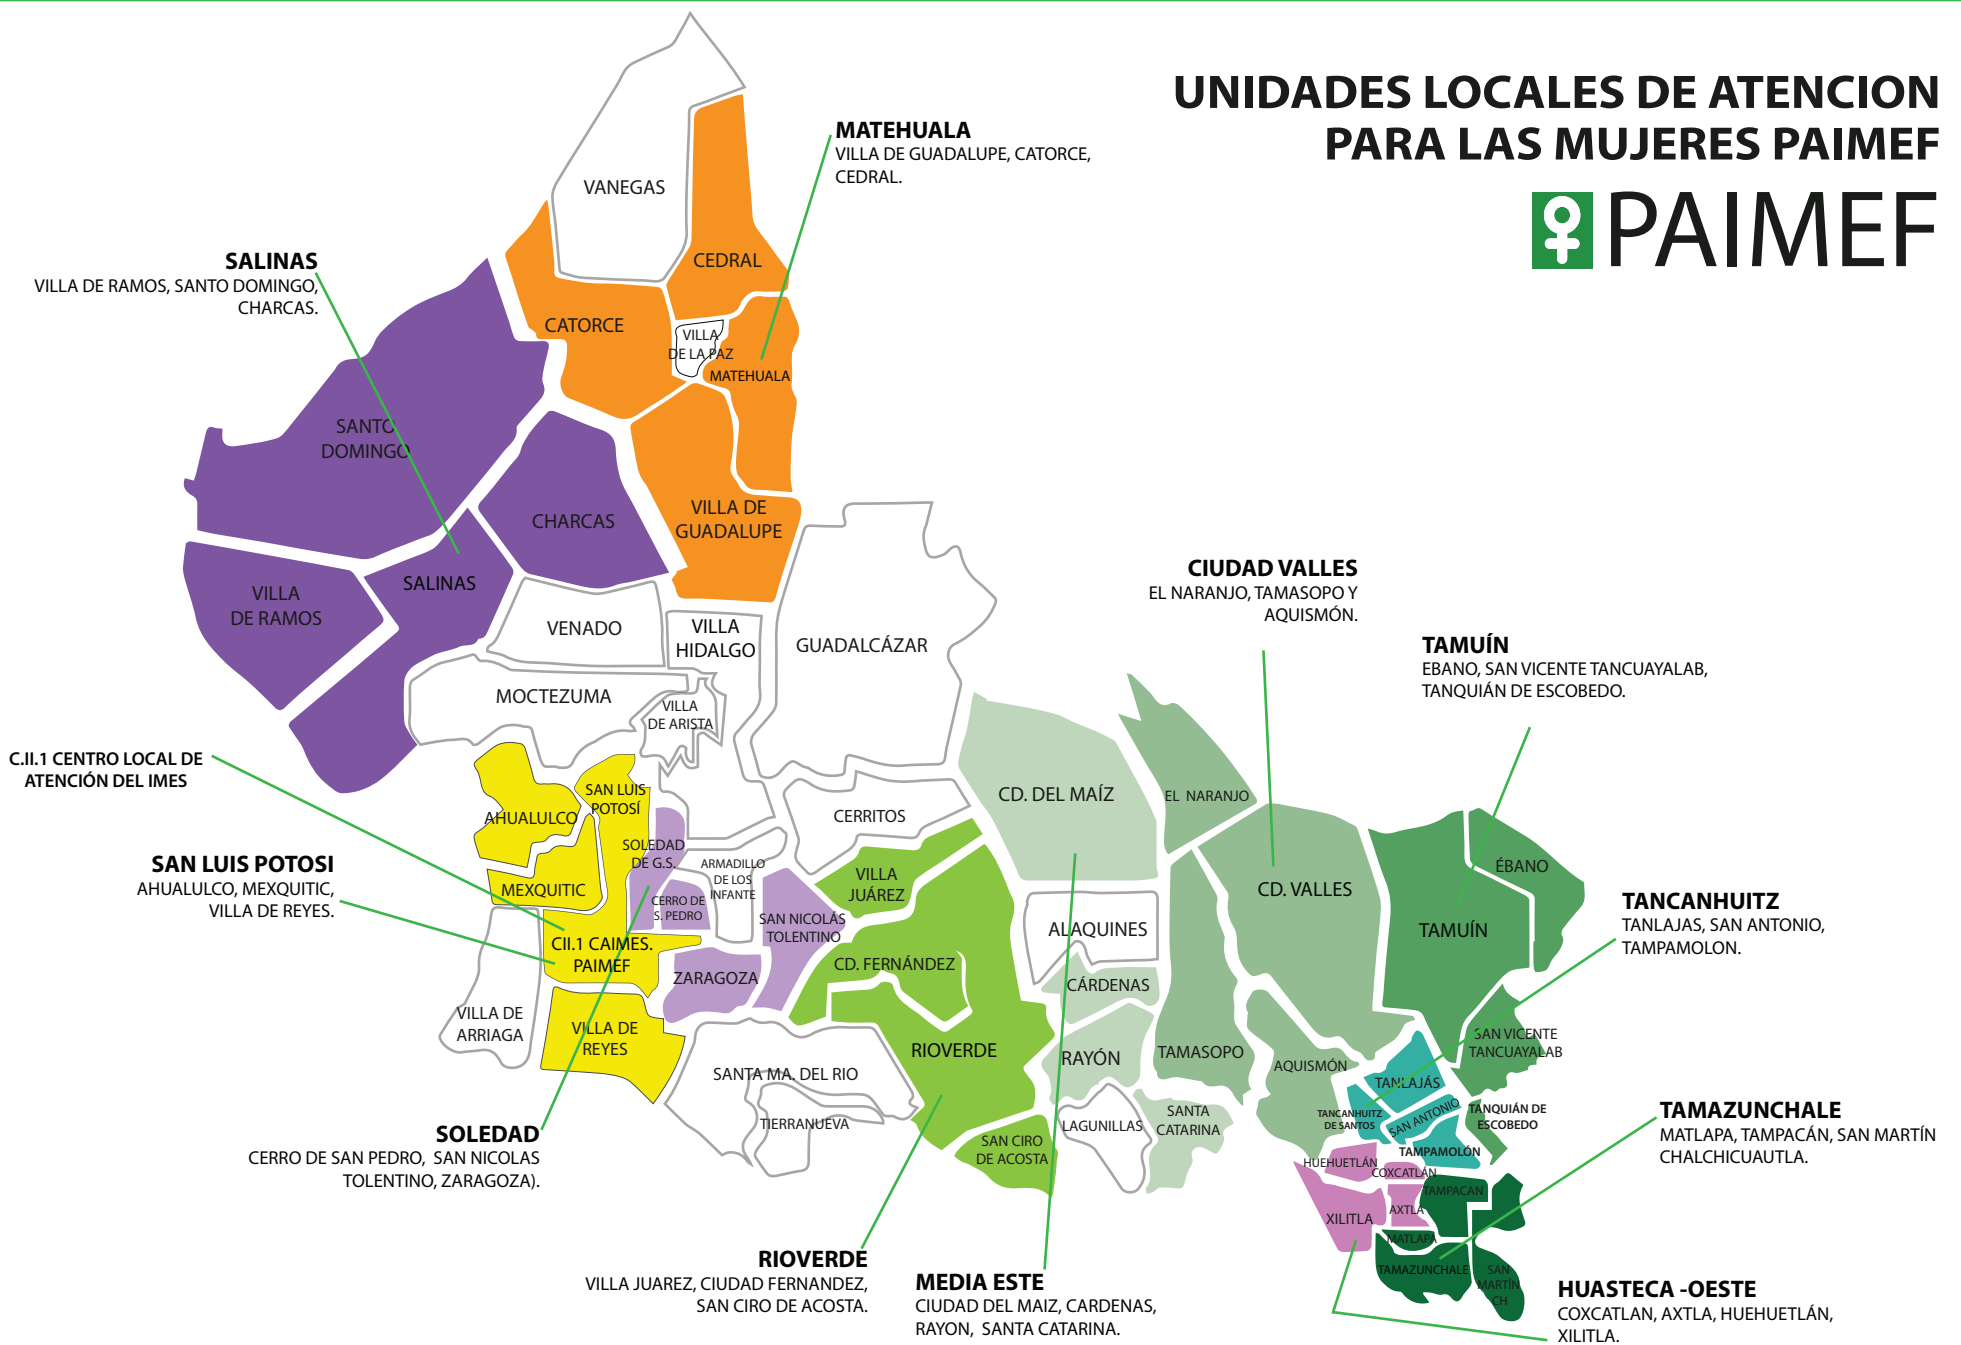 UNIDADES LOCALES DE ATENCION
PARA LAS MUJERES PAIMEF
PAIMEF
MATEHUALA
VILLA DE GUADALUPE, CATORCE,
CEDRAL.
SALINAS
VILLA DE RAMOS, SANTO DOMINGO,
CHARCAS.
C.II.1 CENTRO LOCAL DE
ATENCIÓN DEL IMES
SAN LUIS POTOSI
AHUALULCO, MEXQUITIC,
VILLA DE REYES.
SOLEDAD
CERRO DE SAN PEDRO, SAN NICOLAS
TOLENTINO, ZARAGOZA).
RIOVERDE
VILLA JUAREZ, CIUDAD FERNANDEZ,
SAN CIRO DE ACOSTA.
MEDIA ESTE
CIUDAD DEL MAIZ, CARDENAS,
RAYON, SANTA CATARINA.
CIUDAD VALLES
EL NARANJO, TAMASOPO Y
AQUISMÓN.
TAMUÍN
EBANO, SAN VICENTE TANCUAYALAB,
TANQUIÁN DE ESCOBEDO.
TANCANHUITZ
TANLAJAS, SAN ANTONIO,
TAMPAMOLON.
TAMAZUNCHALE
MATLAPA, TAMPACÁN, SAN MARTÍN
CHALCHICUAUTLA.
HUASTECA -OESTE
COXCATLAN, AXTLA, HUEHUETLÁN,
XILITLA.
VANEGAS
CEDRAL
CATORCE
VILLA
DE LA PAZ
MATEHUALA
SANTO
DOMINGO
CHARCAS
VILLA DE
GUADALUPE
SALINAS
VILLA
DE RAMOS
VENADO
VILLA
HIDALGO
GUADALCÁZAR
MOCTEZUMA
VILLA
DE ARISTA
SAN LUIS
POTOSÍ
AHUALULCO
MEXQUITIC
SOLEDAD
DE G.S.
ARMADILLO
DE LOS
INFANTE
CERRO DE
S. PEDRO
SAN NICOLÁS
TOLENTINO
CII.1 CAIMES.
PAIMEF
ZARAGOZA
VILLA DE
ARRIAGA
VILLA DE
REYES
SANTA MA. DEL RIO
TIERRANUEVA
CERRITOS
VILLA
JUÁREZ
CD. FERNÁNDEZ
RIOVERDE
SAN CIRO
DE ACOSTA
CD. DEL MAÍZ
ALAQUINES
CÁRDENAS
RAYÓN
LAGUNILLAS
SANTA
CATARINA
EL NARANJO
CD. VALLES
TAMASOPO
AQUISMÓN
ÉBANO
TAMUÍN
SAN VICENTE
TANCUAYALAB
TANLAJÁS
TANCANHUITZ
DE SANTOS
SAN ANTONIO
TANQUIÁN DE
ESCOBEDO
TAMPAMOLÓN
HUEHUETLÁN
COXCATLÁN
TAMPACAN
AXTLA
XILITLA
MATLAPA
TAMAZUNCHALE
SAN
MARTÍN
CH